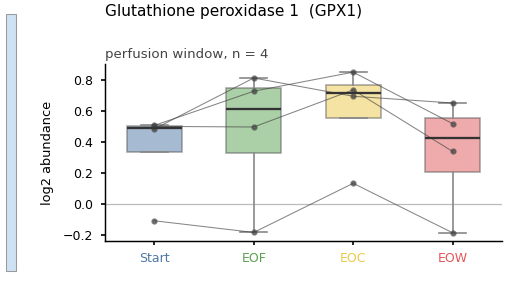 Glutathione peroxidase 1  (GPX1)
perfusion window, n = 4
log2 abundance
0.8
0.6
0.4
0.2
0.0
−0.2
Start
EOF
EOC
EOW